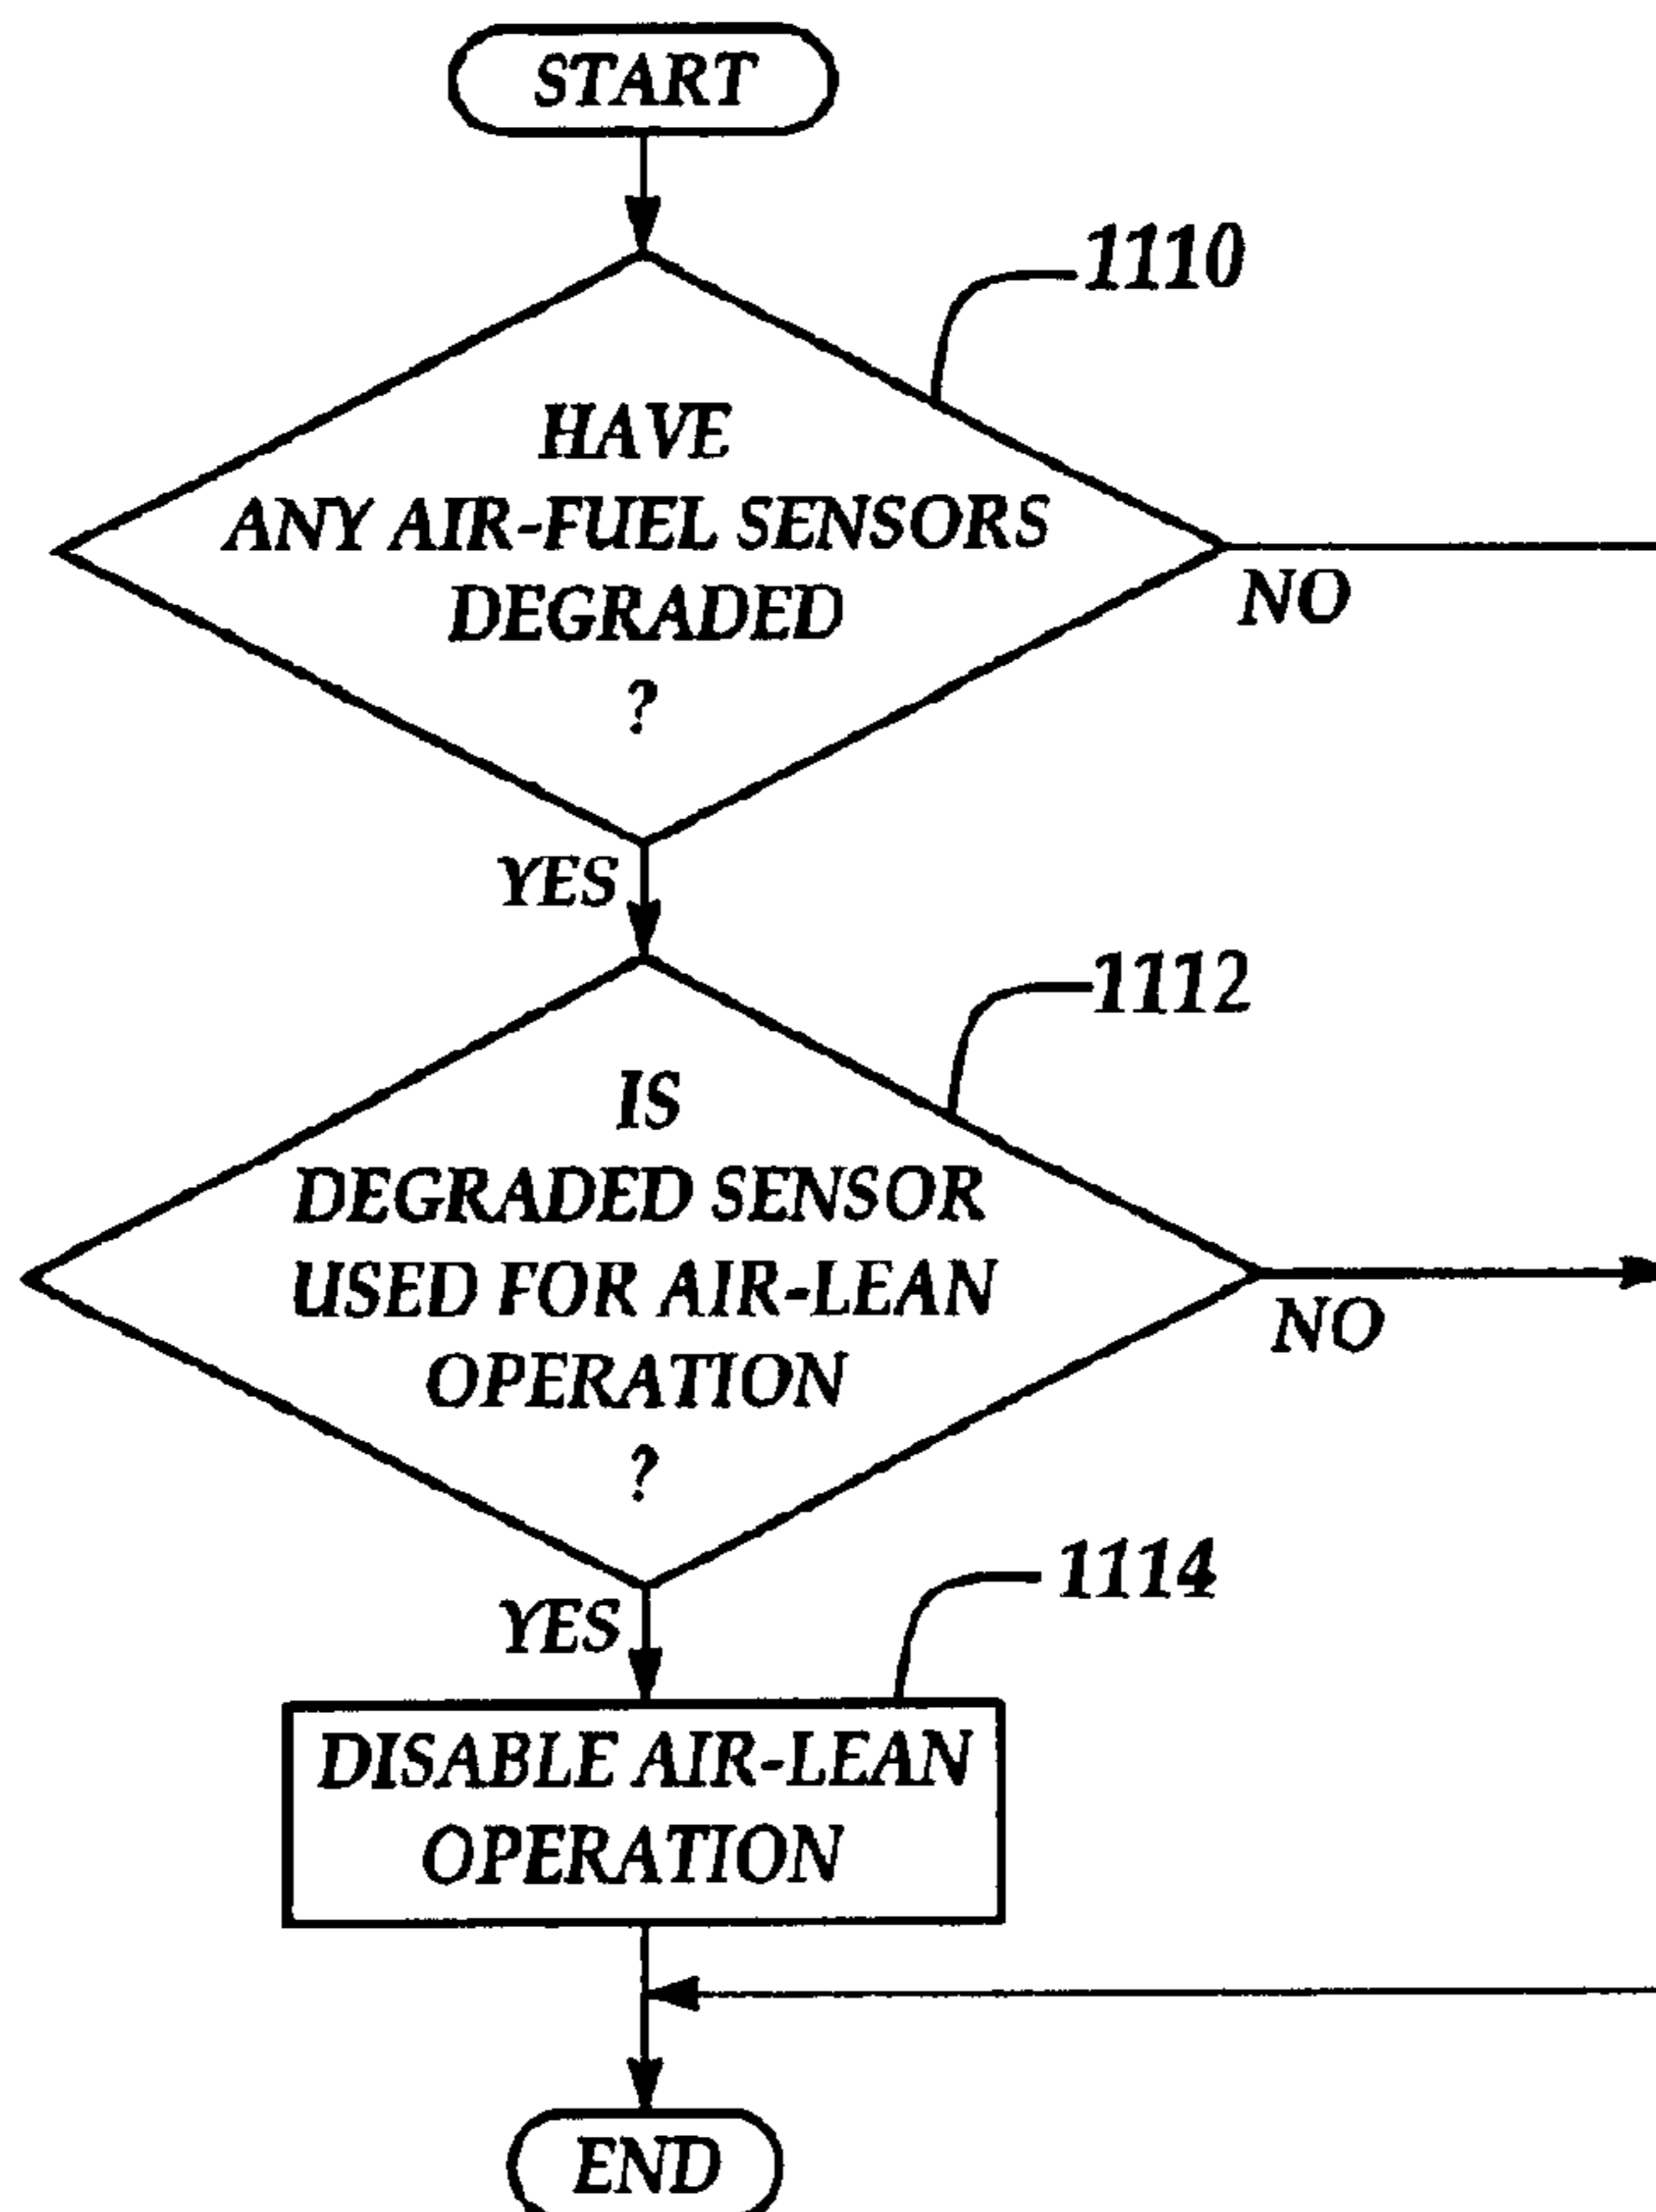 START
1110
HAVE
ANY AIR-FUEL SENSORS
DEGRADED
?
NO
YES
1112
IS
DEGRADED SENSOR
USED FOR AIR-LEAN
OPERATION
?
NO
YES
1114
DISABLE AIR-LEAN
OPERATION
END